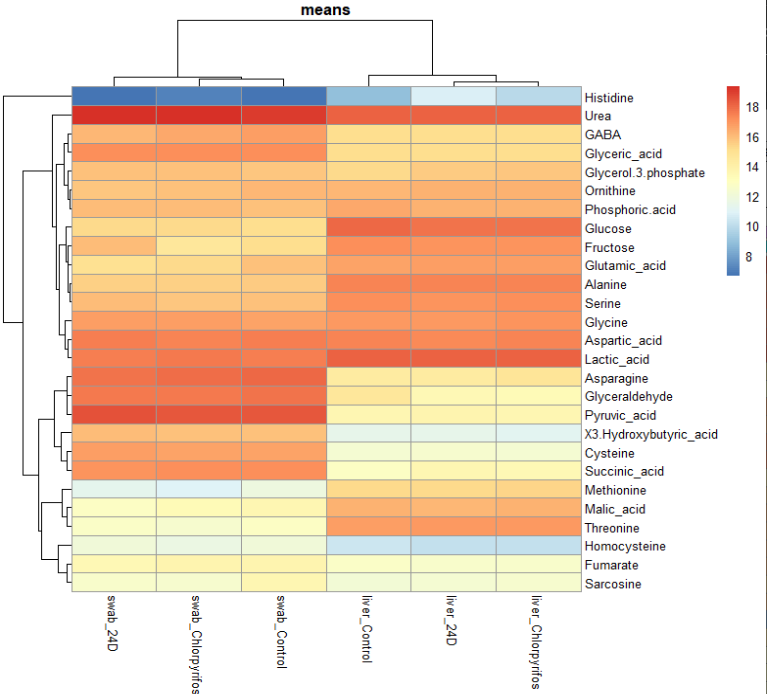 means
Histidine
Urea
GABA
Glyceric_acid
Glycerol.3.phosphate
Ornithine
Phosphoric.acid
Glucose
Fructose
Glutamic_acid
Alanine
Serine
Glycine
Aspartic_acid
Lactic_acid
Asparagine
Glyceraldehyde
Pyruvic_acid
X3.Hydroxybutyric_acid
Cysteine
Succinic_acid
Methionine
Malic_acid
Threonine
Homocysteine
Fumarate
Sarcosine
18
16
14
12
10
8
swab_24D
swab_Chlorpyrifos
swab_Control
liver_Control
liver_24D
liver_Chlorpyrifos